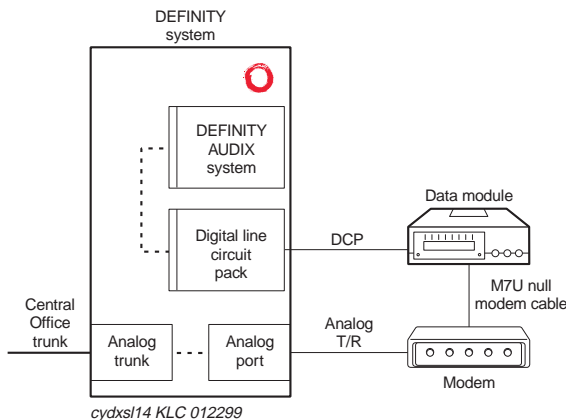 DEFINITY
system
DEFINITY
AUDIX
system
Data module
Digital line
circuit
pack
DCP
M7U null
modem cable
Central
Office
trunk
Analog
trunk
Analog
port
Analog
T/R
Modem
cydxsl14 KLC 012299